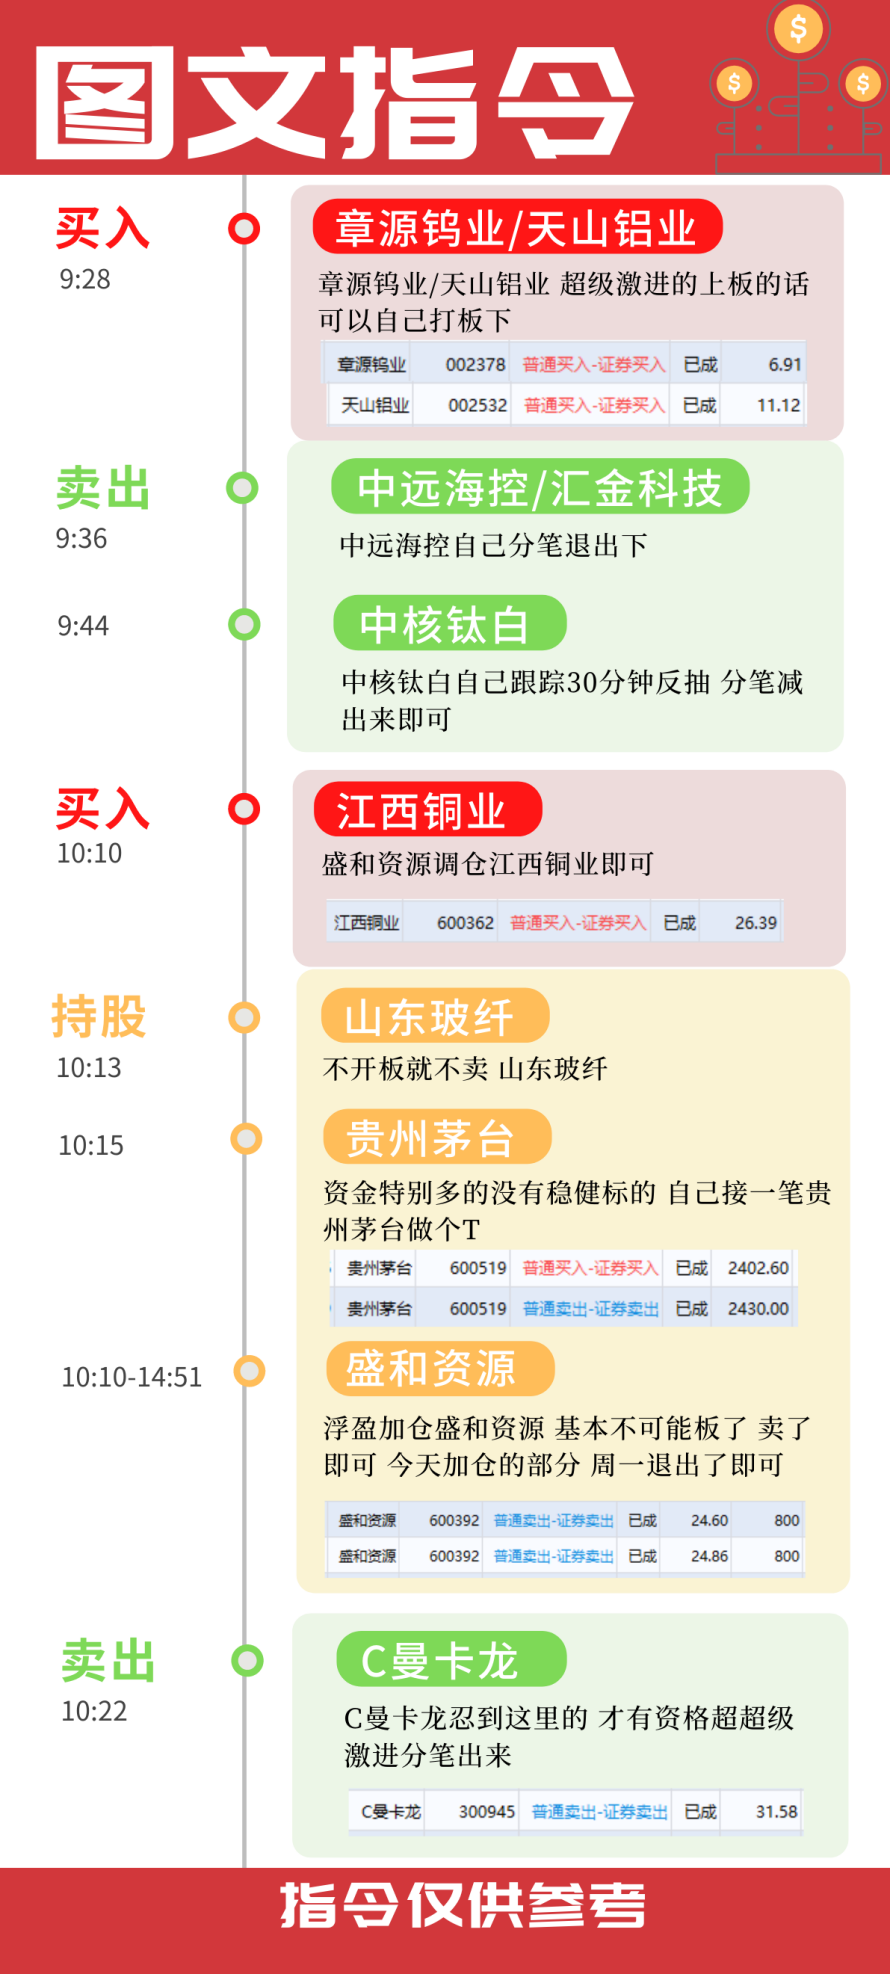 图文指令
买入
9:28
章源钨业/天山铝业
章源钨业/天山铝业 超级激进的上板的话
可以自己打板下
章源钨业 002378 普通买入-证券买入 已成 6.91
天山铝业 002532 普通买入-证券买入 已成 11.12
卖出
9:36
中远海控/汇金科技
中远海控自己分笔退出下
9:44
中核钛白
中核钛白自己跟踪30分钟反抽 分笔减
出来即可
买入
10:10
江西铜业
盛和资源调仓江西铜业即可
江西铜业 600362 普通买入-证券买入 已成 26.39
持股
10:13
山东玻纤
不开板就不卖 山东玻纤
10:15
贵州茅台
资金特别多的没有稳健标的 自己接一笔贵
州茅台做个T
贵州茅台 600519 普通买入-证券买入 已成 2402.60
贵州茅台 600519 普通卖出-证券卖出 已成 2430.00
10:10-14:51
盛和资源
浮盈加仓盛和资源 基本不可能板了 卖了
即可 今天加仓的部分 周一退出了即可
盛和资源 600392 普通卖出-证券卖出 已成 24.60 800
盛和资源 600392 普通卖出-证券卖出 已成 24.86 800
卖出
10:22
C曼卡龙
C曼卡龙忍到这里的 才有资格超超级
激进分笔出来
C曼卡龙 300945 普通卖出-证券卖出 已成 31.58
指令仅供参考